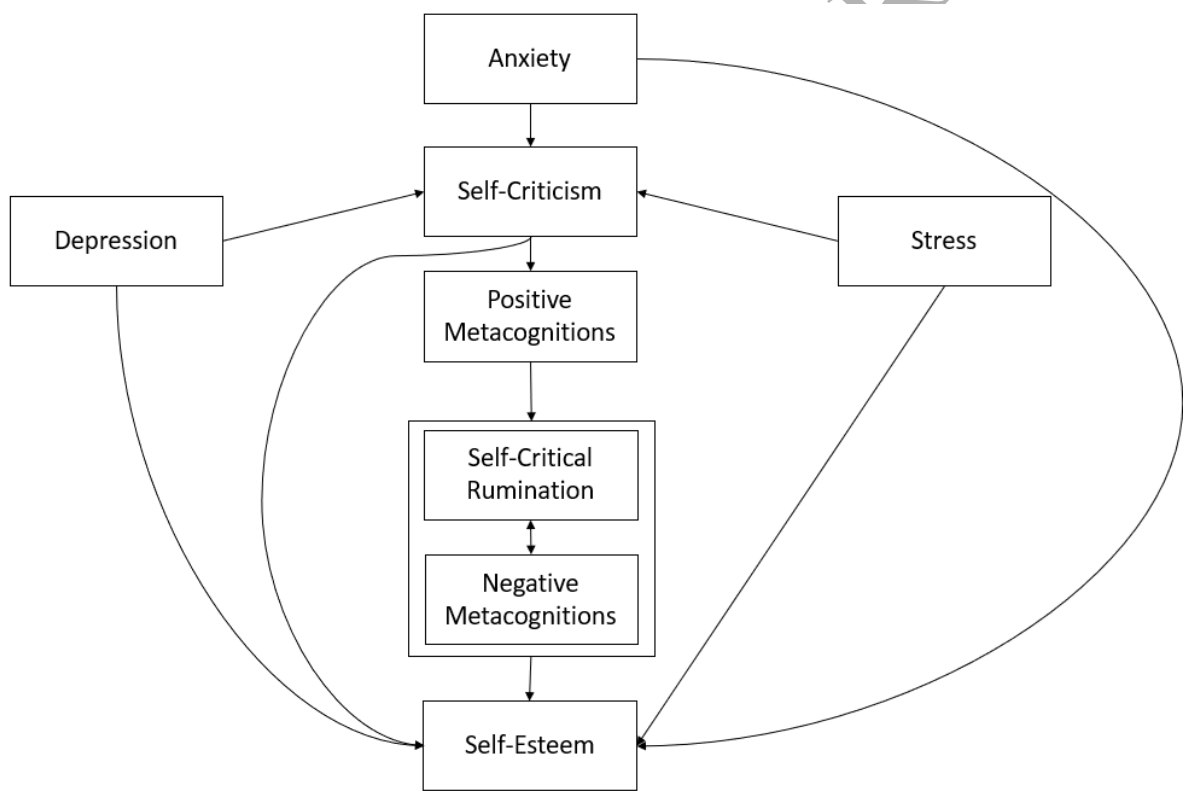 Anxiety
Self-Criticism
Depression
Stress
Positive
Metacognitions
Self-Critical
Rumination
Negative
Metacognitions
Self-Esteem